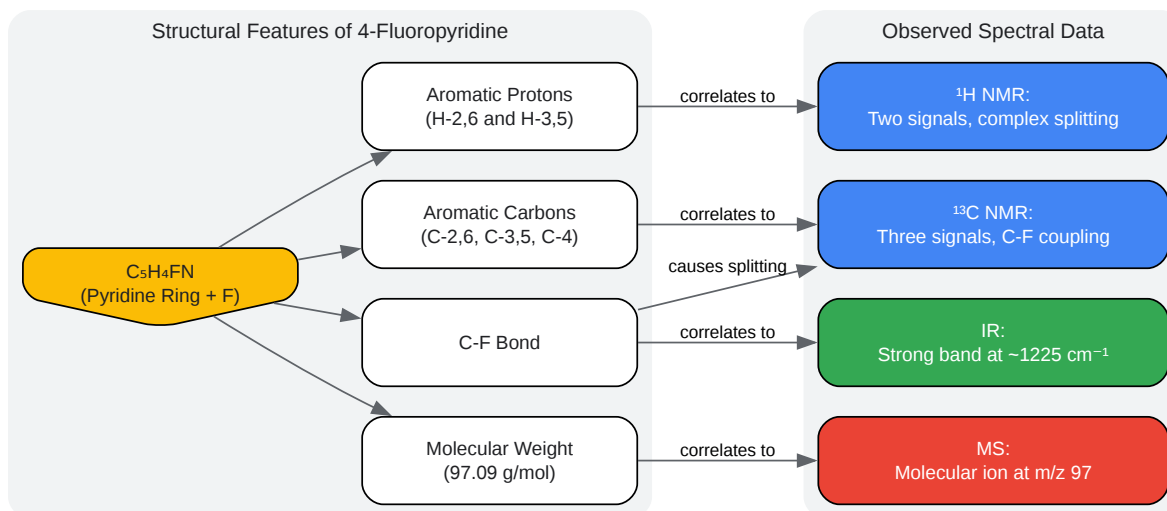 Structural Features of 4-Fluoropyridine
Observed Spectral Data
Aromatic Protons
(H-2,6 and H-3,5)
correlates to
¹H NMR:
Two signals, complex splitting
Aromatic Carbons
(C-2,6, C-3,5, C-4)
correlates to
¹³C NMR:
Three signals, C-F coupling
C₅H₄FN
(Pyridine Ring + F)
causes splitting
C-F Bond
correlates to
IR:
Strong band at ~1225 cm⁻¹
Molecular Weight
(97.09 g/mol)
correlates to
MS:
Molecular ion at m/z 97